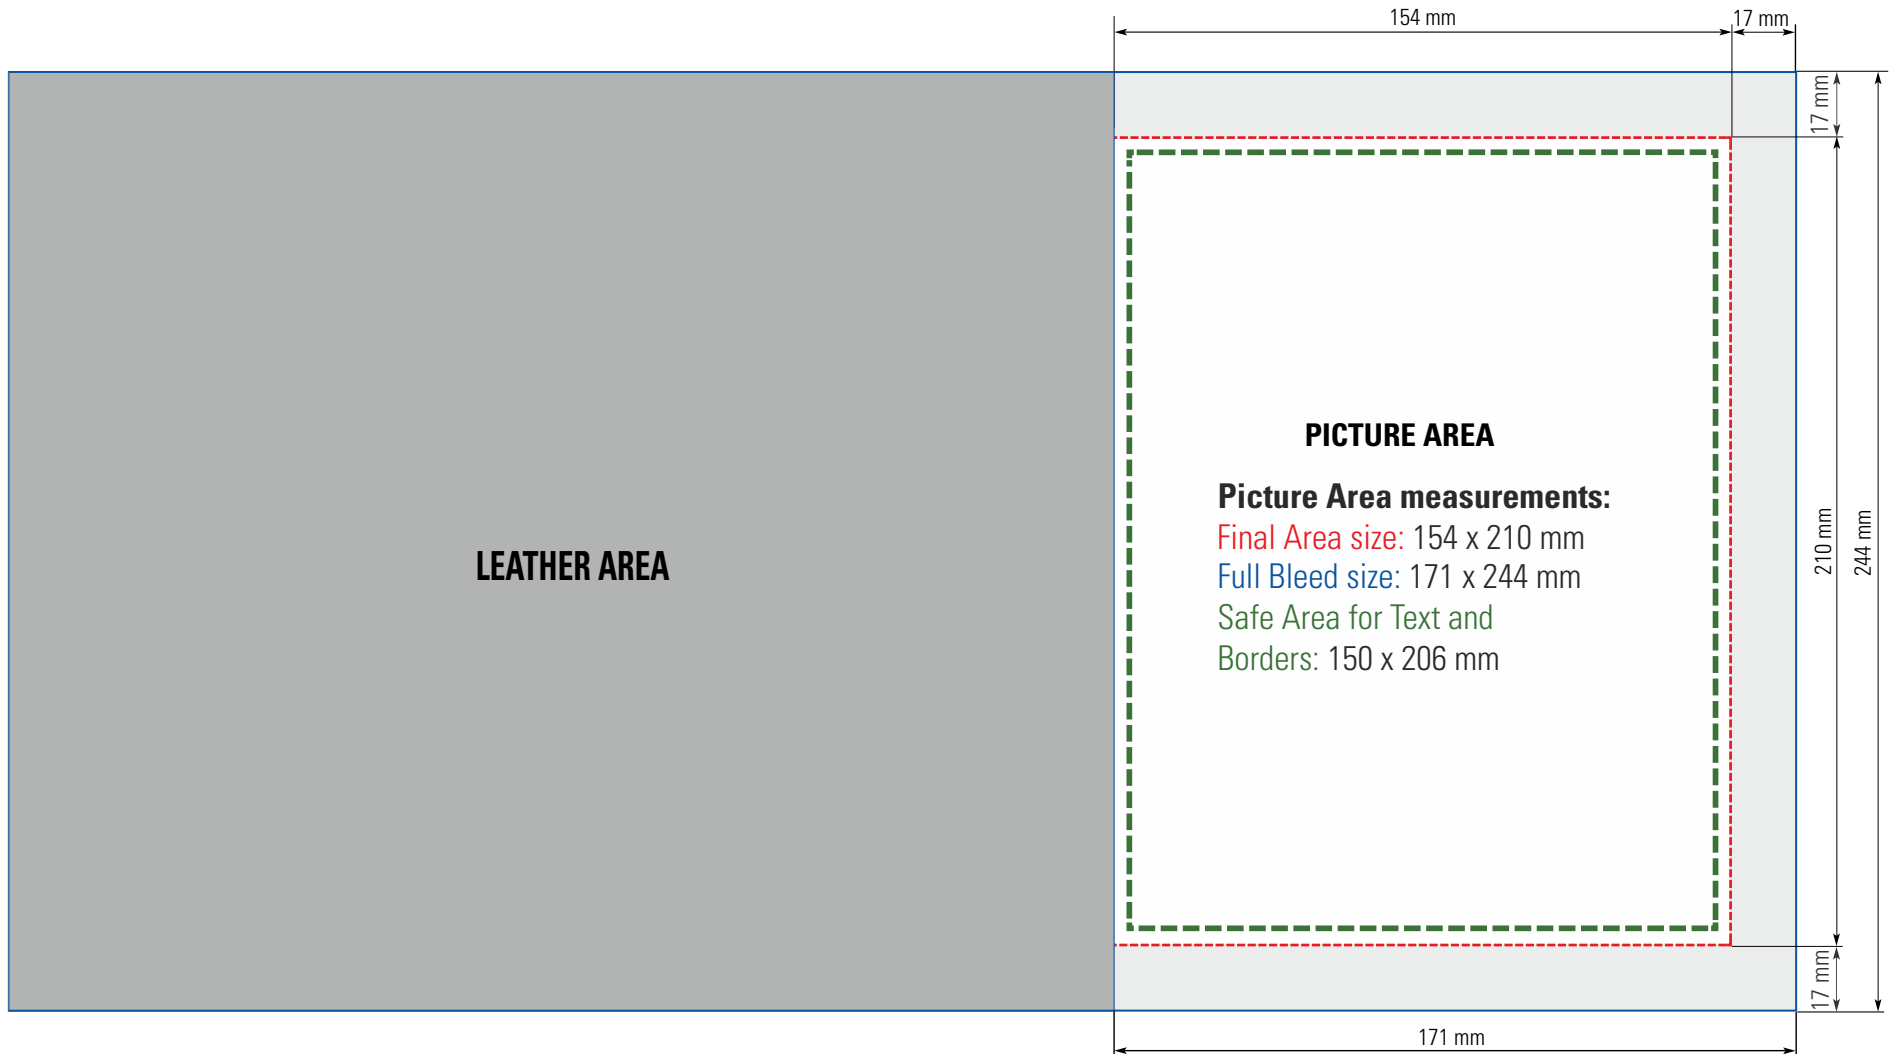 154 mm
17 mm
17 mm
LEATHER AREA
PICTURE AREA
Picture Area measurements:
Final Area size: 154 x 210 mm
Full Bleed size: 171 x 244 mm
Safe Area for Text and
Borders: 150 x 206 mm
210 mm
244 mm
17 mm
171 mm